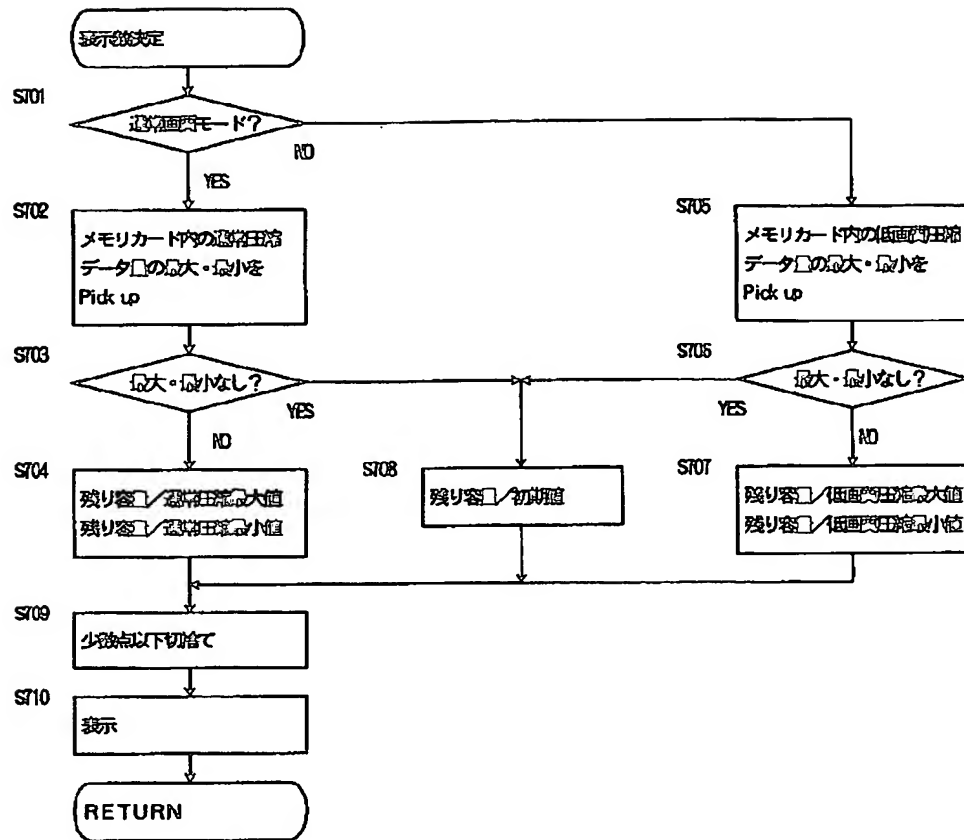 表示数決定
S701
通常画質モード?
NO
YES
S702
メモリカード内の通常圧縮
データ量の最大・最小を
Pick up
S705
メモリカード内の低画質圧縮
データ量の最大・最小を
Pick up
S703
最大・最小なし?
YES
NO
S706
最大・最小なし?
YES
NO
S704
残り容量/通常圧縮最大値
残り容量/通常圧縮最小値
S708
残り容量/初期値
S707
残り容量/低画質圧縮最大値
残り容量/低画質圧縮最小値
S709
少数点以下切捨て
S710
表示
RETURN